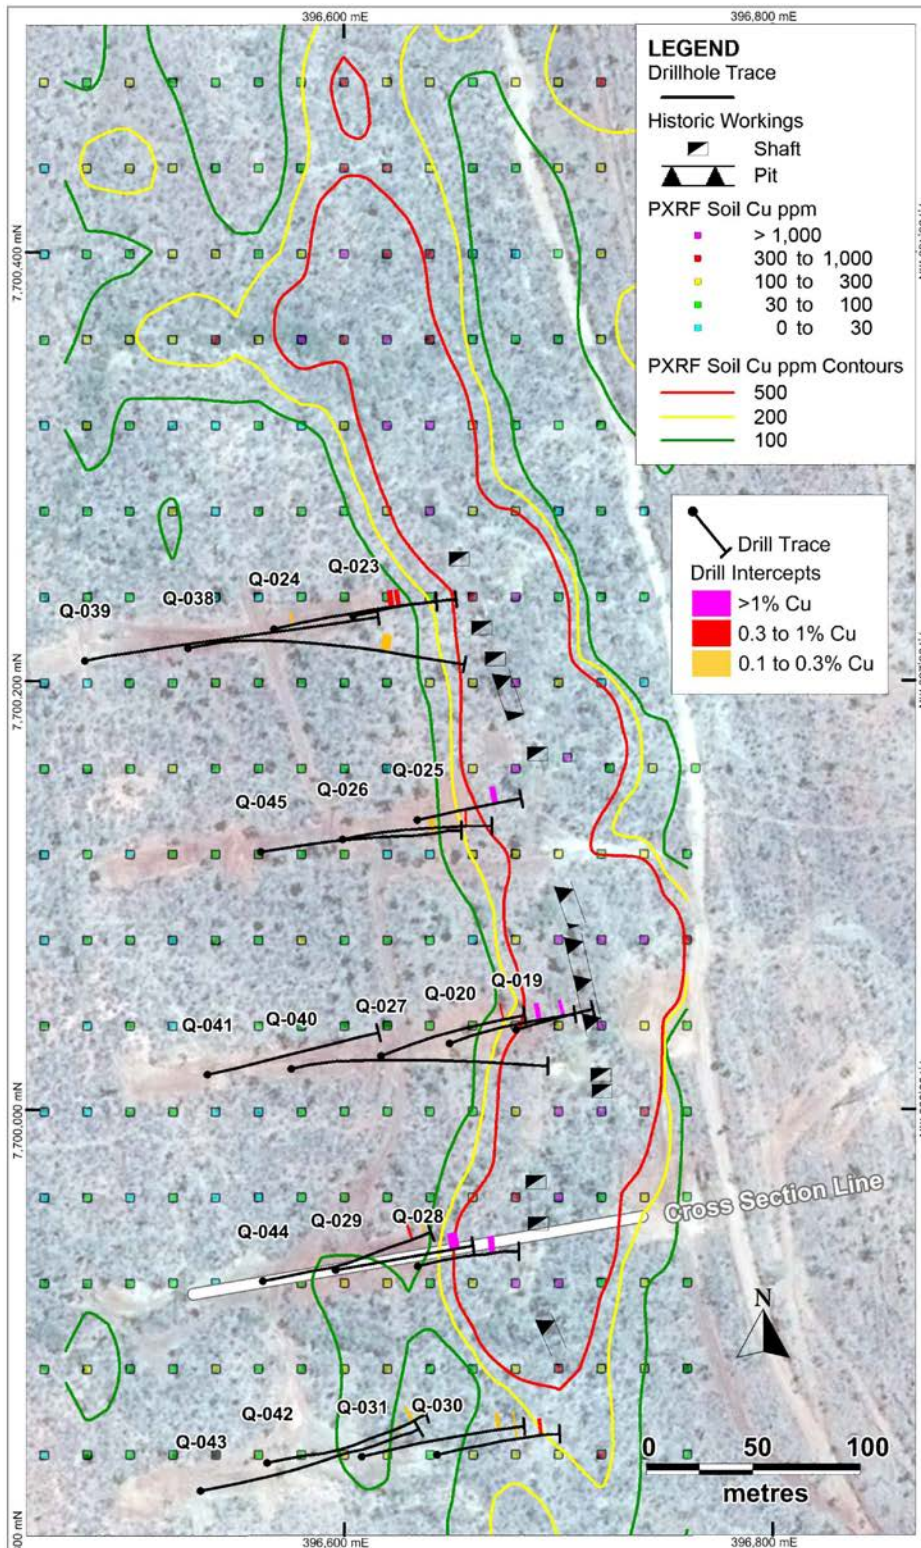 396,600 mE
396,800 mE
LEGEND
Drillhole Trace
Historic Workings
Shaft
Pit
PXRF Soil Cu ppm
> 1,000
300 to 1,000
100 to 300
30 to 100
0 to 30
PXRF Soil Cu ppm Contours
500
200
100
7,700,400 mN
Drill Trace
Drill Intercepts
>1% Cu
0.3 to 1% Cu
0.1 to 0.3% Cu
Q-023
Q-024
Q-038
Q-039
7,700,200 mN
Q-025
Q-026
Q-045
Q-019
Q-020
Q-027
Q-040
Q-041
7,700,000 mN
Cross Section Line
Q-028
Q-029
Q-044
N
Q-030
Q-031
Q-042
Q-043
0 50 100
metres
396,600 mE
396,800 mE